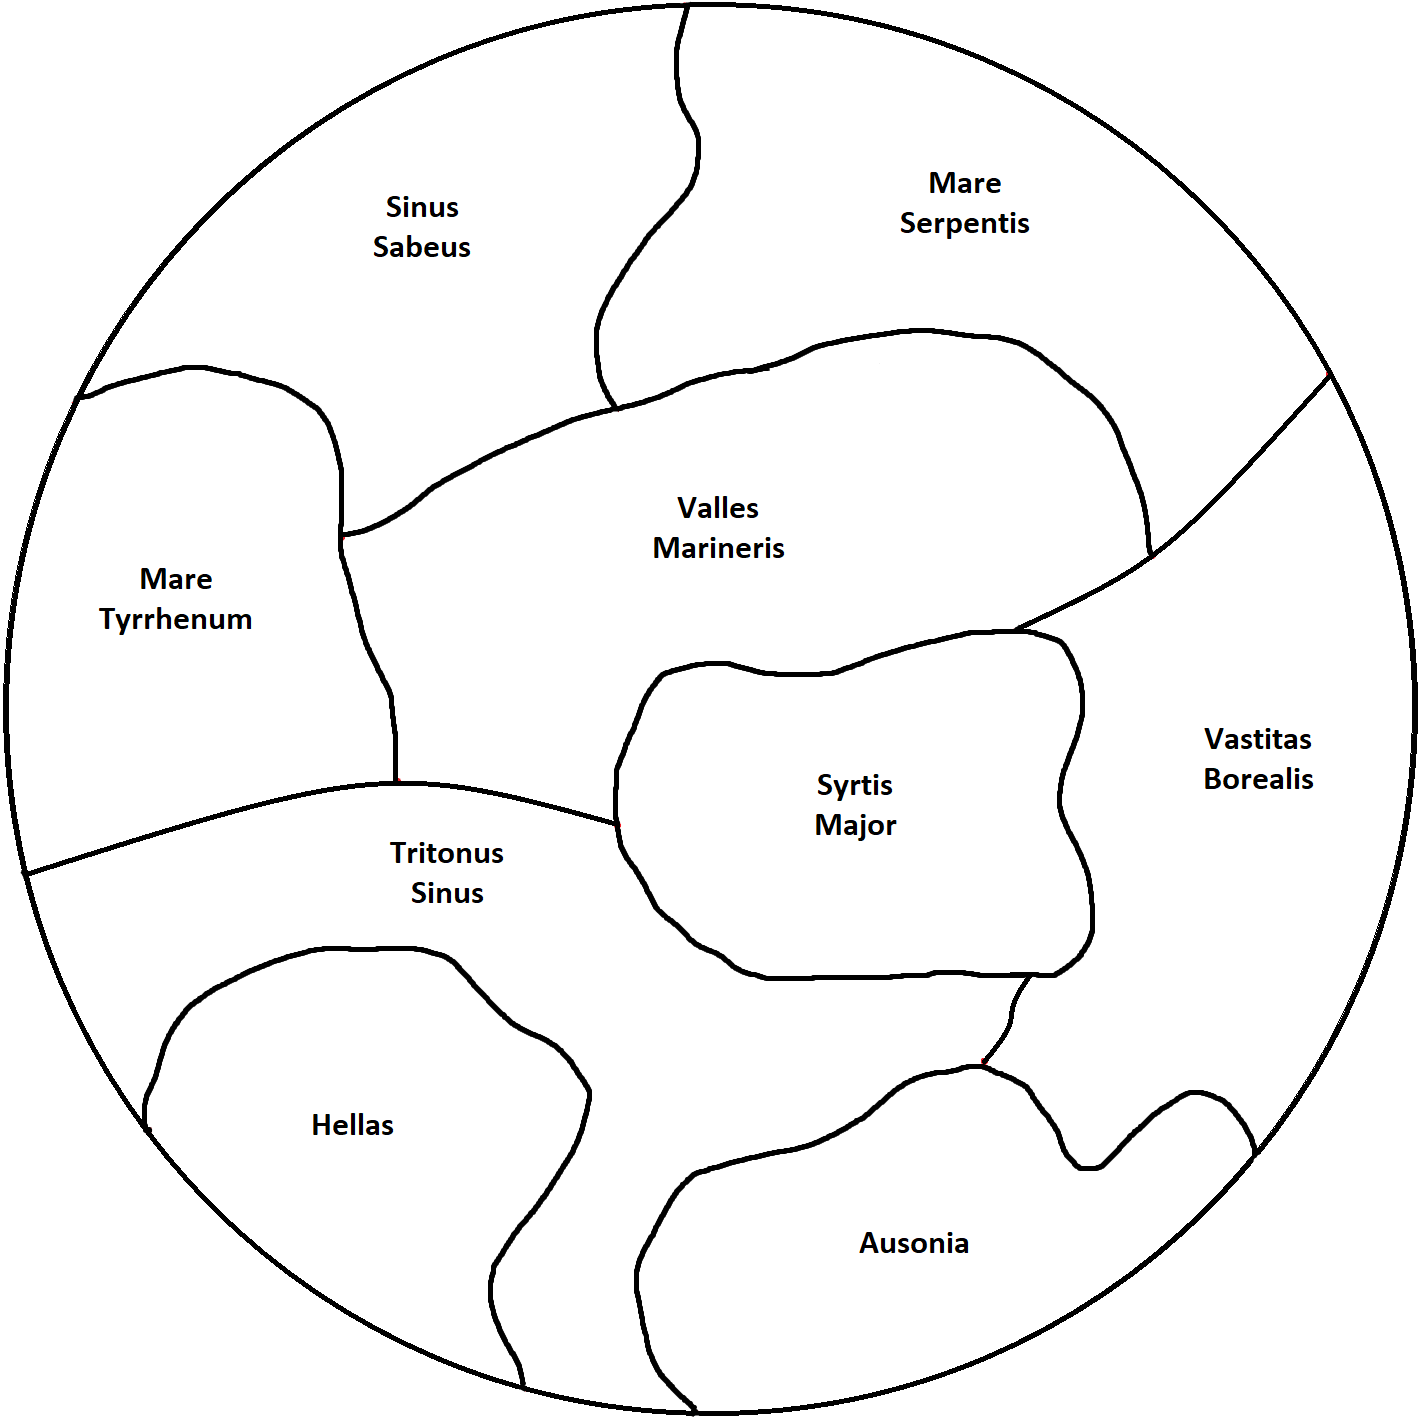 Sinus
Sabeus
Mare
Serpentis
Valles
Marineris
Mare
Tyrrhenum
Vastitas
Borealis
Syrtis
Major
Tritonus
Sinus
Hellas
Ausonia